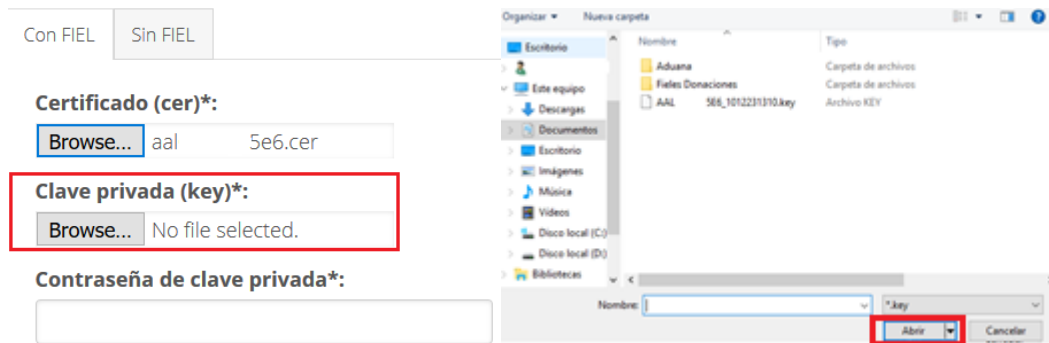 Con FIEL
Sin FIEL
Certificado (cer)*:
Browse... aal 5e6.cer
Clave privada (key)*:
Browse... No file selected.
Contraseña de clave privada*:
Organizar Nueva carpeta
Nombre Tipo
Escritorio
Este equipo
Descargas
Documentos
Escritorio
Imágenes
Música
Vídeos
Disco local (C:)
Disco local (D:)
Bibliotecas
Aduana Carpeta de archivos
Fieles Donaciones Carpeta de archivos
AAL 5E6_1012231310.key Archivo KEY
Nombre: *.key
Abrir Cancelar